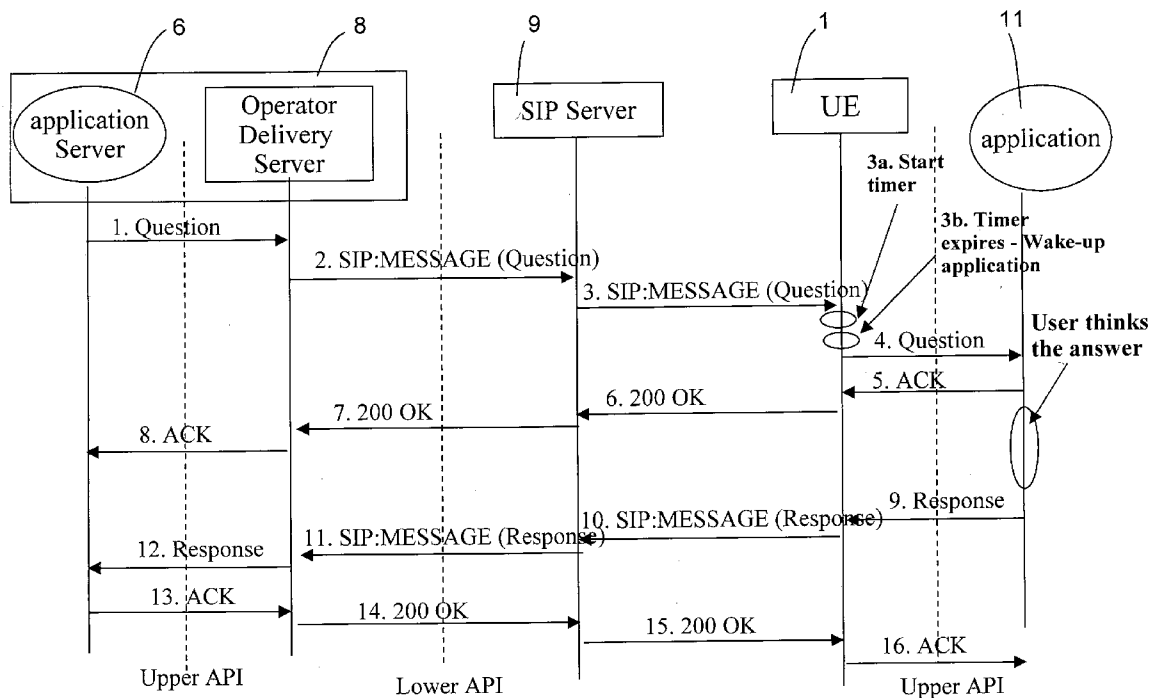 6
8
9
1
11
application
Server
Operator
Delivery
Server
SIP Server
UE
application
3a. Start
timer
3b. Timer
expires - Wake-up
application
1. Question
2. SIP:MESSAGE (Question)
3. SIP:MESSAGE (Question)
User thinks
the answer
4. Question
5. ACK
6. 200 OK
7. 200 OK
8. ACK
9. Response
10. SIP:MESSAGE (Response)
11. SIP:MESSAGE (Response)
12. Response
13. ACK
14. 200 OK
15. 200 OK
16. ACK
Upper API
Lower API
Upper API